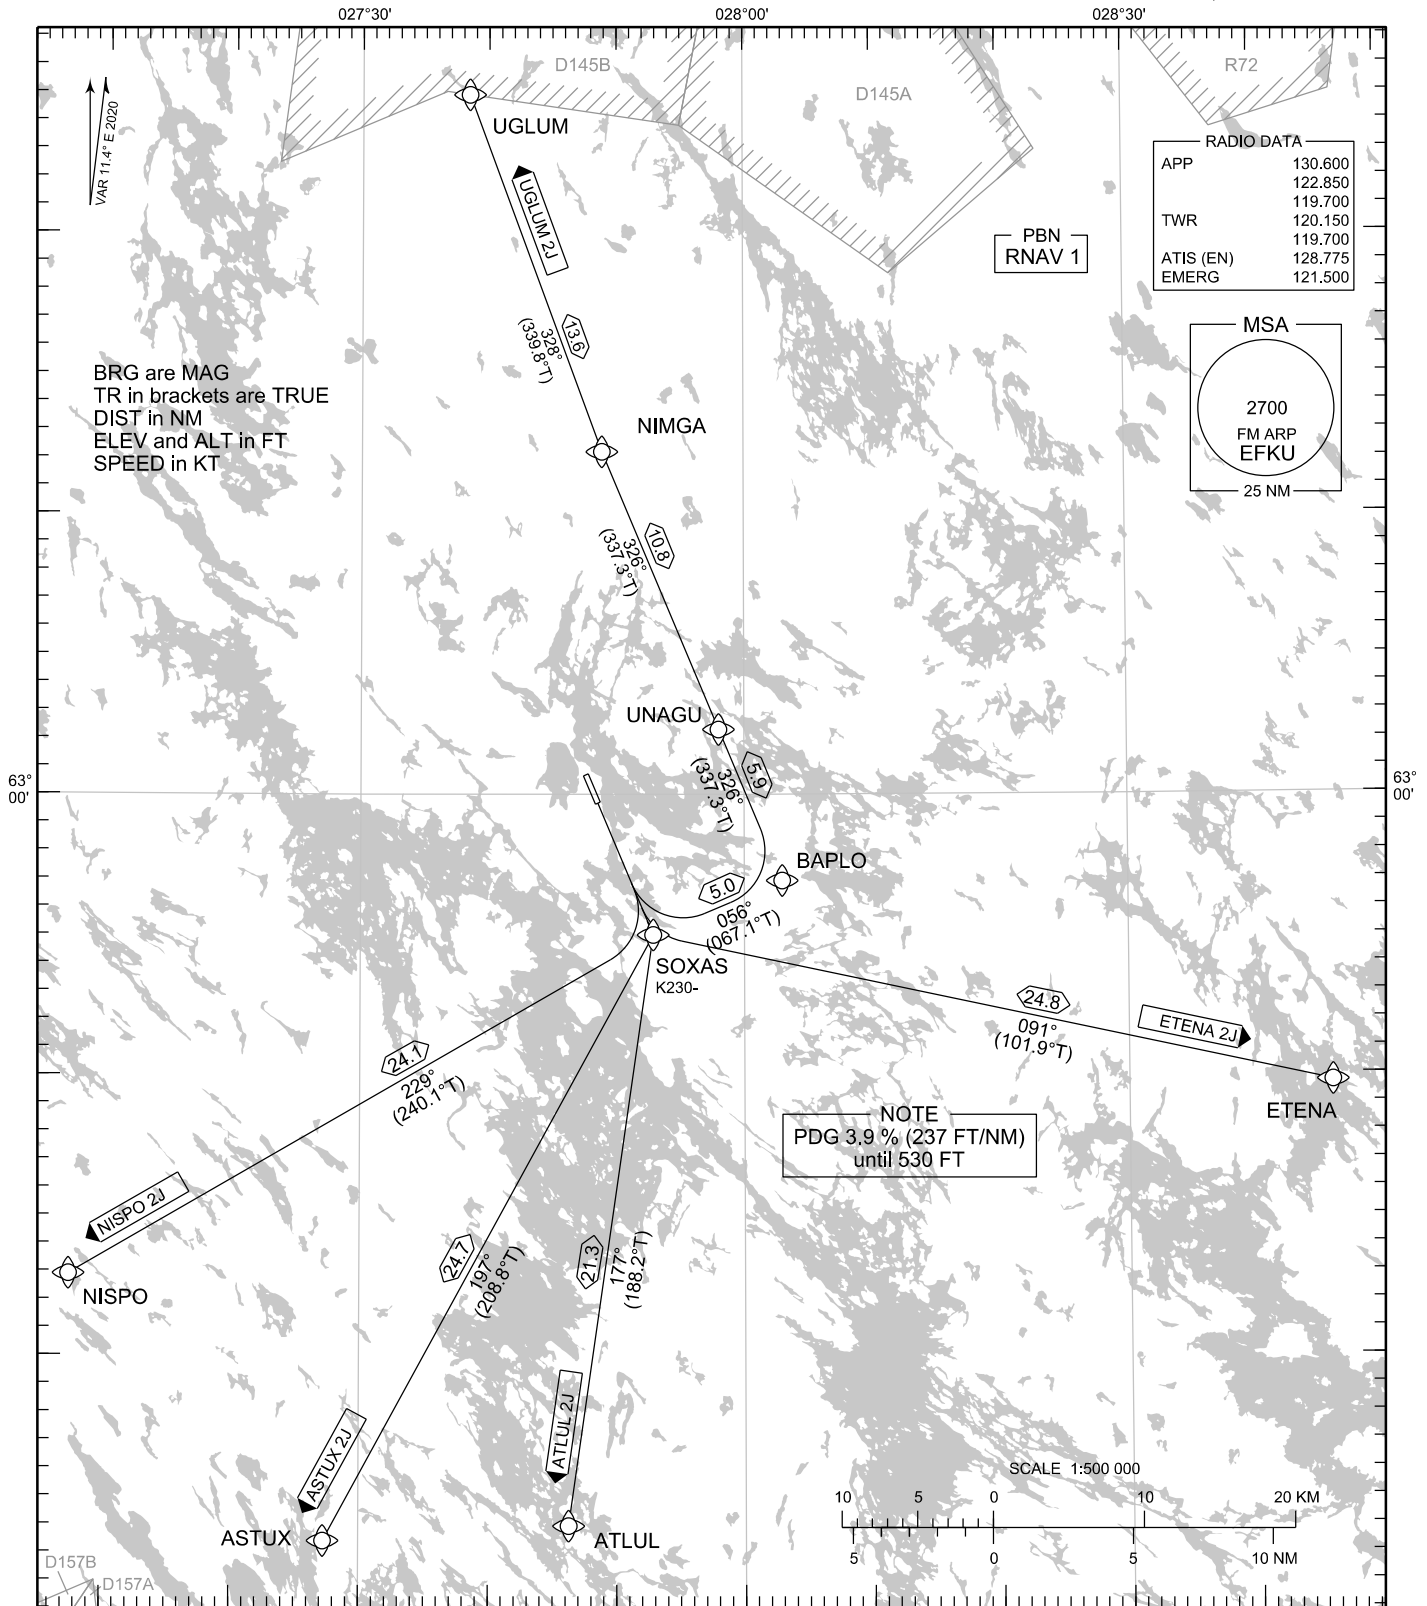 027°30'
028°00'
028°30'
D145B
D145A
R72
VAR 11.4° E 2020
UGLUM
RADIO DATA
APP 130.600
122.850
119.700
TWR 120.150
119.700
ATIS (EN) 128.775
EMERG 121.500
UGLUM 2J
PBN
RNAV 1
13.6
328°
(339.8°T)
MSA
2700
FM ARP
EFKU
25 NM
BRG are MAG
TR in brackets are TRUE
DIST in NM
ELEV and ALT in FT
SPEED in KT
NIMGA
10.8
326°
(337.3°T)
UNAGU
5.9
326°
(337.3°T)
63°
00'
63°
00'
BAPLO
5.0
056°
(067.1°T)
SOXAS
K230-
24.8
091°
(101.9°T)
ETENA 2J
ETENA
24.1
229°
(240.1°T)
NOTE
PDG 3.9 % (237 FT/NM)
until 530 FT
NISPO 2J
NISPO
24.7
197°
(208.8°T)
21.3
177°
(188.2°T)
ASTUX 2J
ATLUL 2J
ASTUX
ATLUL
SCALE 1:500 000
10 5 0 10 20 KM
5 0 5 10 NM
D157B
D157A